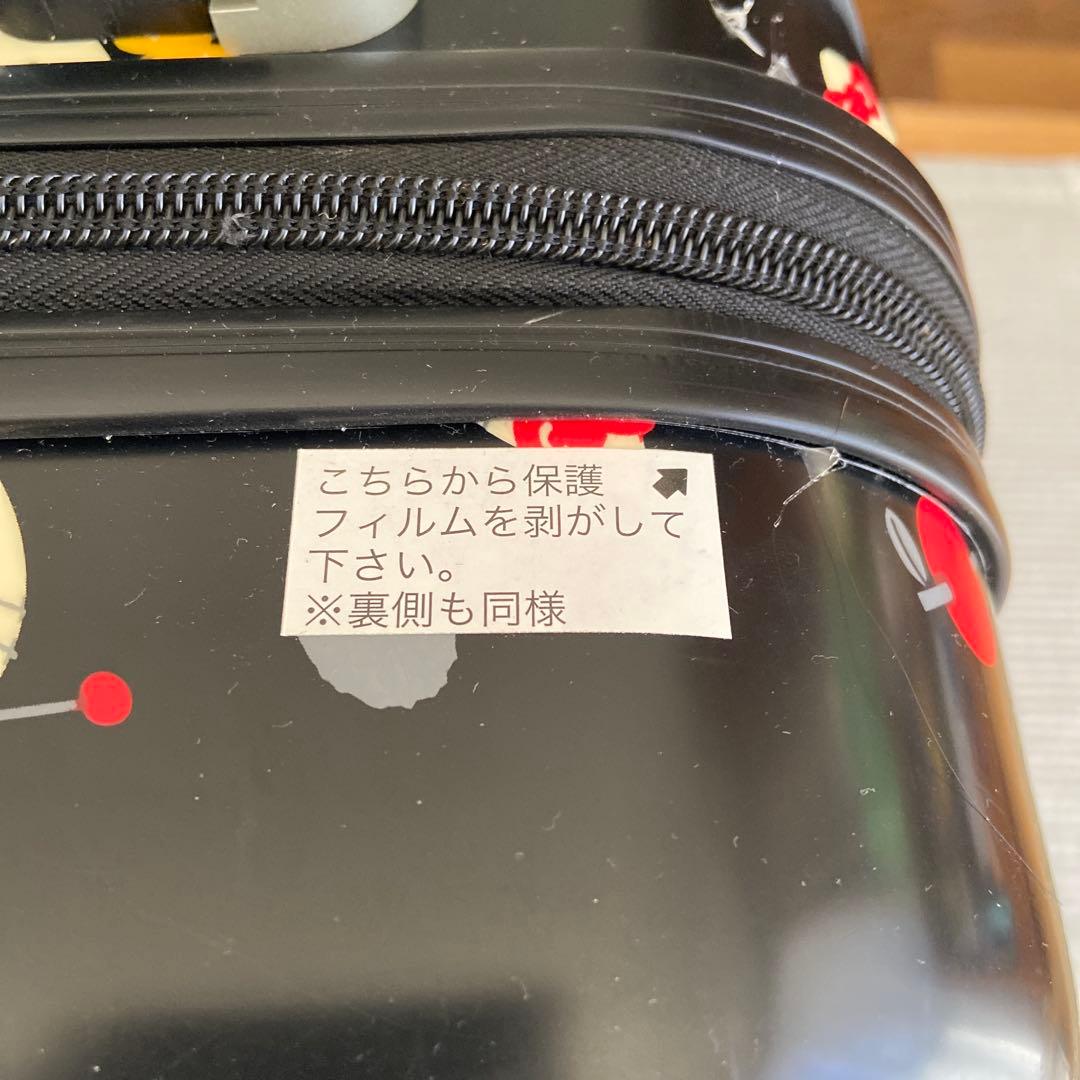 こちらから保護
フィルムを剥がして
下さい。
※裏側も同様